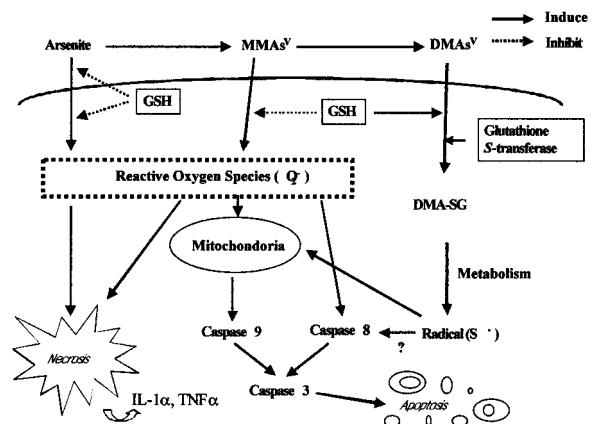 Induce
Inhibit
Arsenite
MMAsV
DMAsV
GSH
GSH
Glutathione
S-transferase
Reactive Oxygen Species ( O2- )
DMA-SG
Mitochondoria
Metabolism
Caspase 9
Caspase 8
?
Radical (S · )
Necrosis
Caspase 3
IL-1α, TNFα
Apoptosis